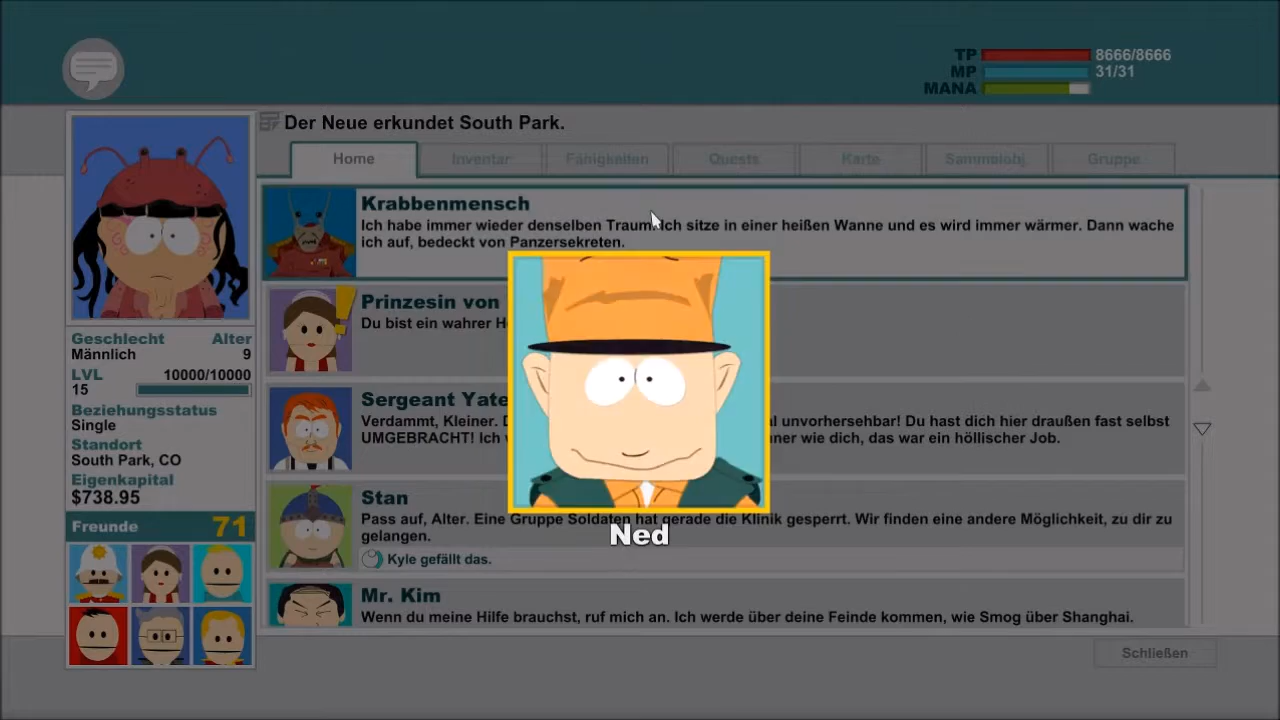 TP 8666/8666
MP 31/31
MANA
Der Neue erkundet South Park.
Home Inventar Fähigkeiten Quests Karte Sammelobj. Gruppe
Krabbenmensch
Ich habe immer wieder denselben Traum. Ich sitze in einer heißen Wanne und es wird immer wärmer. Dann wache
ich auf, bedeckt von Panzersekreten.
Prinzesin von
Du bist ein wahrer
Sergeant Yate
Verdammt, Kleiner. unvorhersehbar! Du hast dich hier draußen fast selbst
UMGEBRACHT! Ich wie dich, das war ein höllischer Job.
Stan
Pass auf, Alter. Eine Gruppe Soldaten hat gerade die Klinik gesperrt. Wir finden eine andere Möglichkeit, zu dir zu
gelangen.
Kyle gefällt das.
Mr. Kim
Wenn du meine Hilfe brauchst, ruf mich an. Ich werde über deine Feinde kommen, wie Smog über Shanghai.
Ned
Geschlecht Alter
Männlich 9
LVL 10000/10000
15
Beziehungsstatus
Single
Standort
South Park, CO
Eigenkapital
$738.95
Freunde 71
Schließen